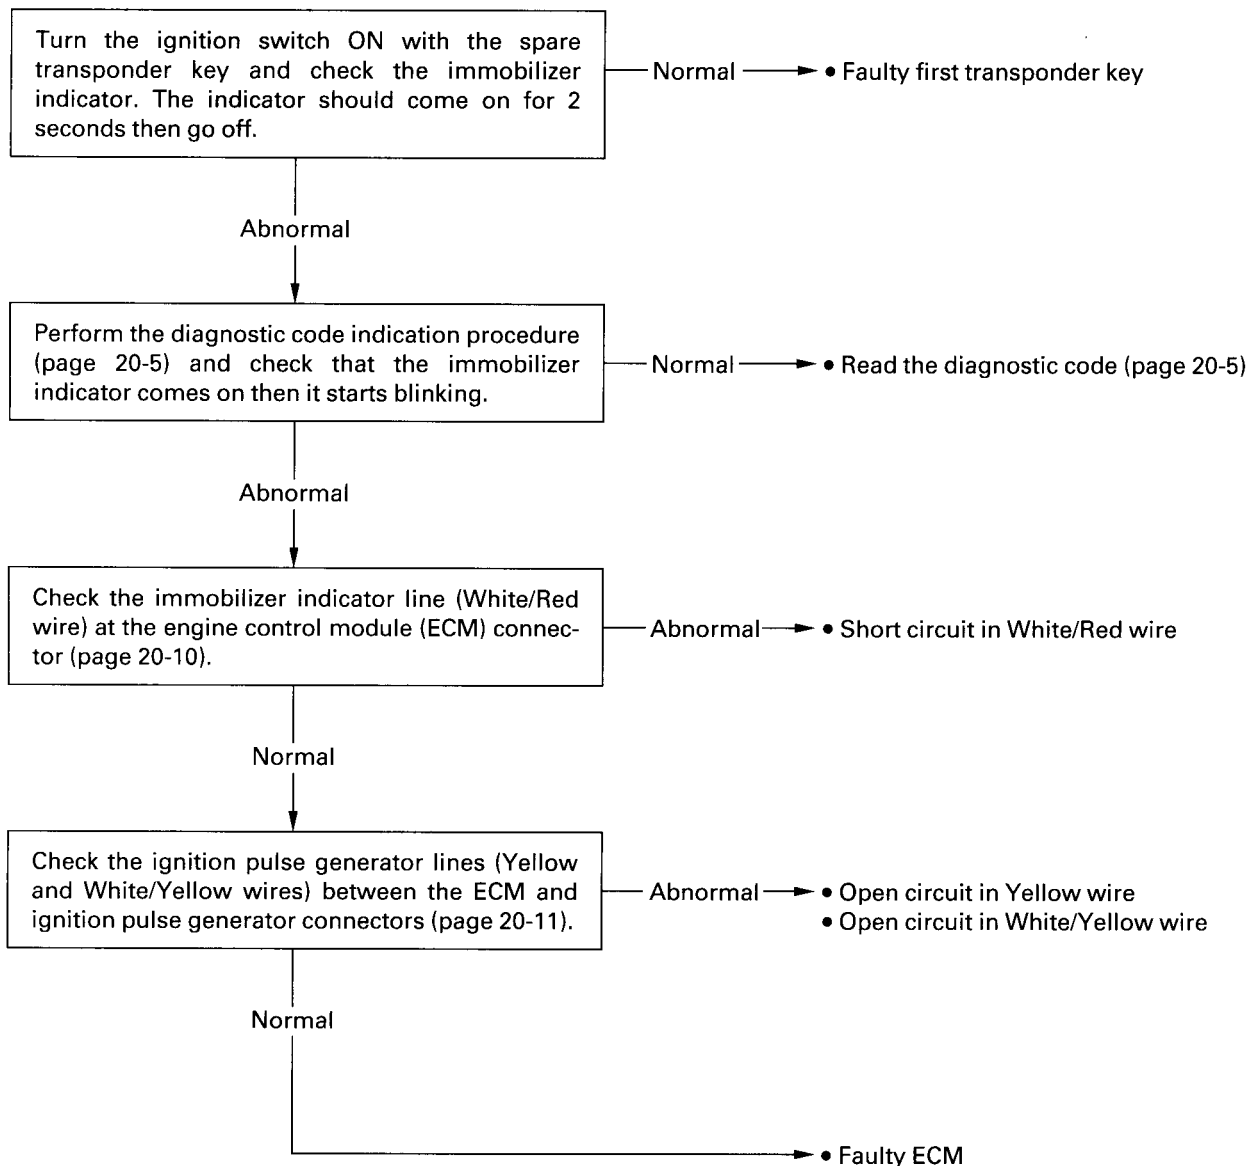 Turn the ignition switch ON with the spare
transponder key and check the immobilizer
indicator. The indicator should come on for 2
seconds then go off.
Normal
• Faulty first transponder key
Abnormal
Perform the diagnostic code indication procedure
(page 20-5) and check that the immobilizer
indicator comes on then it starts blinking.
Normal
• Read the diagnostic code (page 20-5)
Abnormal
Check the immobilizer indicator line (White/Red
wire) at the engine control module (ECM) connec-
tor (page 20-10).
Abnormal
• Short circuit in White/Red wire
Normal
Check the ignition pulse generator lines (Yellow
and White/Yellow wires) between the ECM and
ignition pulse generator connectors (page 20-11).
Abnormal
• Open circuit in Yellow wire
• Open circuit in White/Yellow wire
Normal
• Faulty ECM